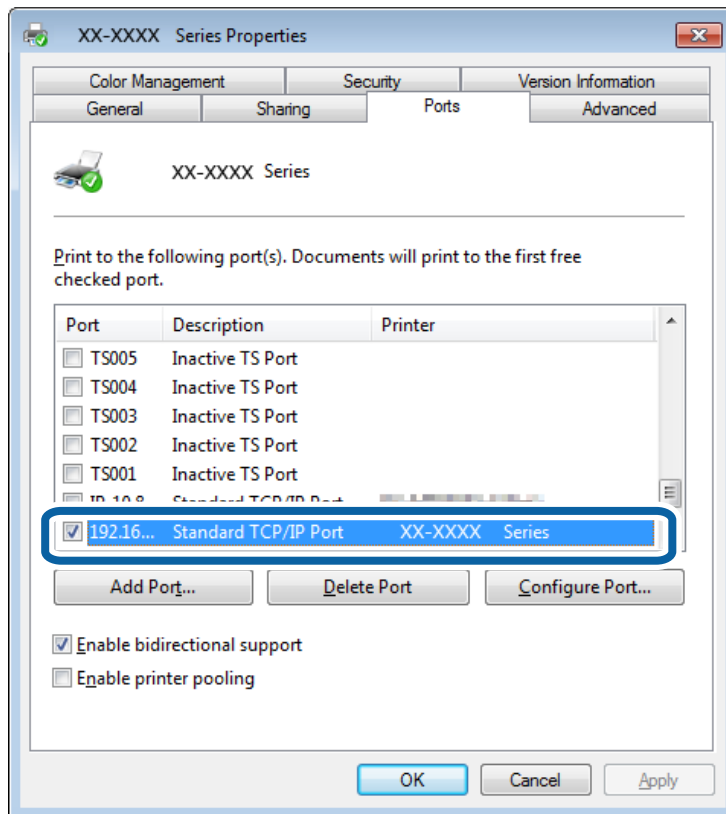 XX-XXXX Series Properties
Color Management Security Version Information
General Sharing Ports Advanced
XX-XXXX Series
Print to the following port(s). Documents will print to the first free
checked port.
Port Description Printer
TS005 Inactive TS Port
TS004 Inactive TS Port
TS003 Inactive TS Port
TS002 Inactive TS Port
TS001 Inactive TS Port
Standard TCP/IP Port
192.16... Standard TCP/IP Port XX-XXXX Series
Add Port... Delete Port Configure Port...
Enable bidirectional support
Enable printer pooling
OK Cancel Apply